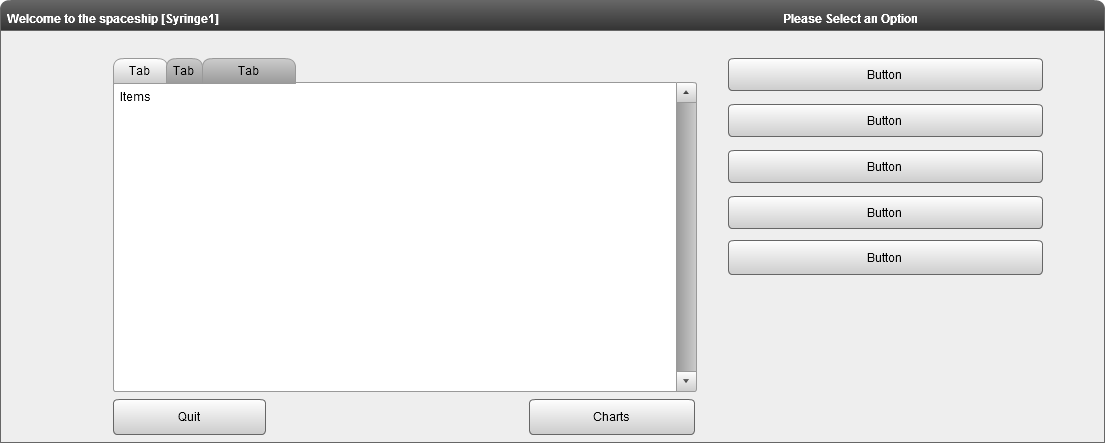 Welcome to the spaceship [Syringe1]
Please Select an Option
Tab Tab Tab
Items
Button
Button
Button
Button
Button
Quit
Charts